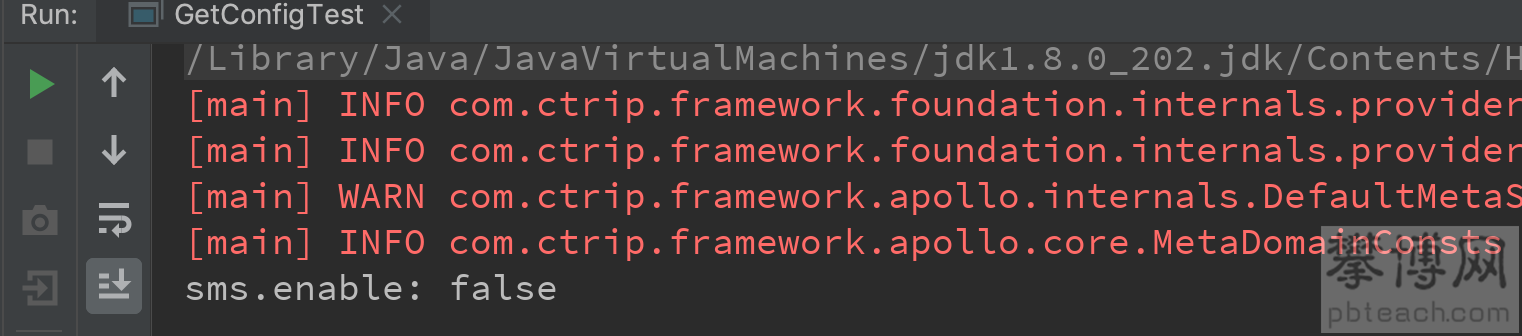 Run: GetConfigTest
/Library/Java/JavaVirtualMachines/jdk1.8.0_202.jdk/Contents/H
[main] INFO com.ctrip.framework.foundation.internals.provider
[main] INFO com.ctrip.framework.foundation.internals.provider
[main] WARN com.ctrip.framework.apollo.internals.DefaultMetaS
[main] INFO com.ctrip.framework.apollo.core.MetaDomainConsts
sms.enable: false
攀博网
pbteach.com